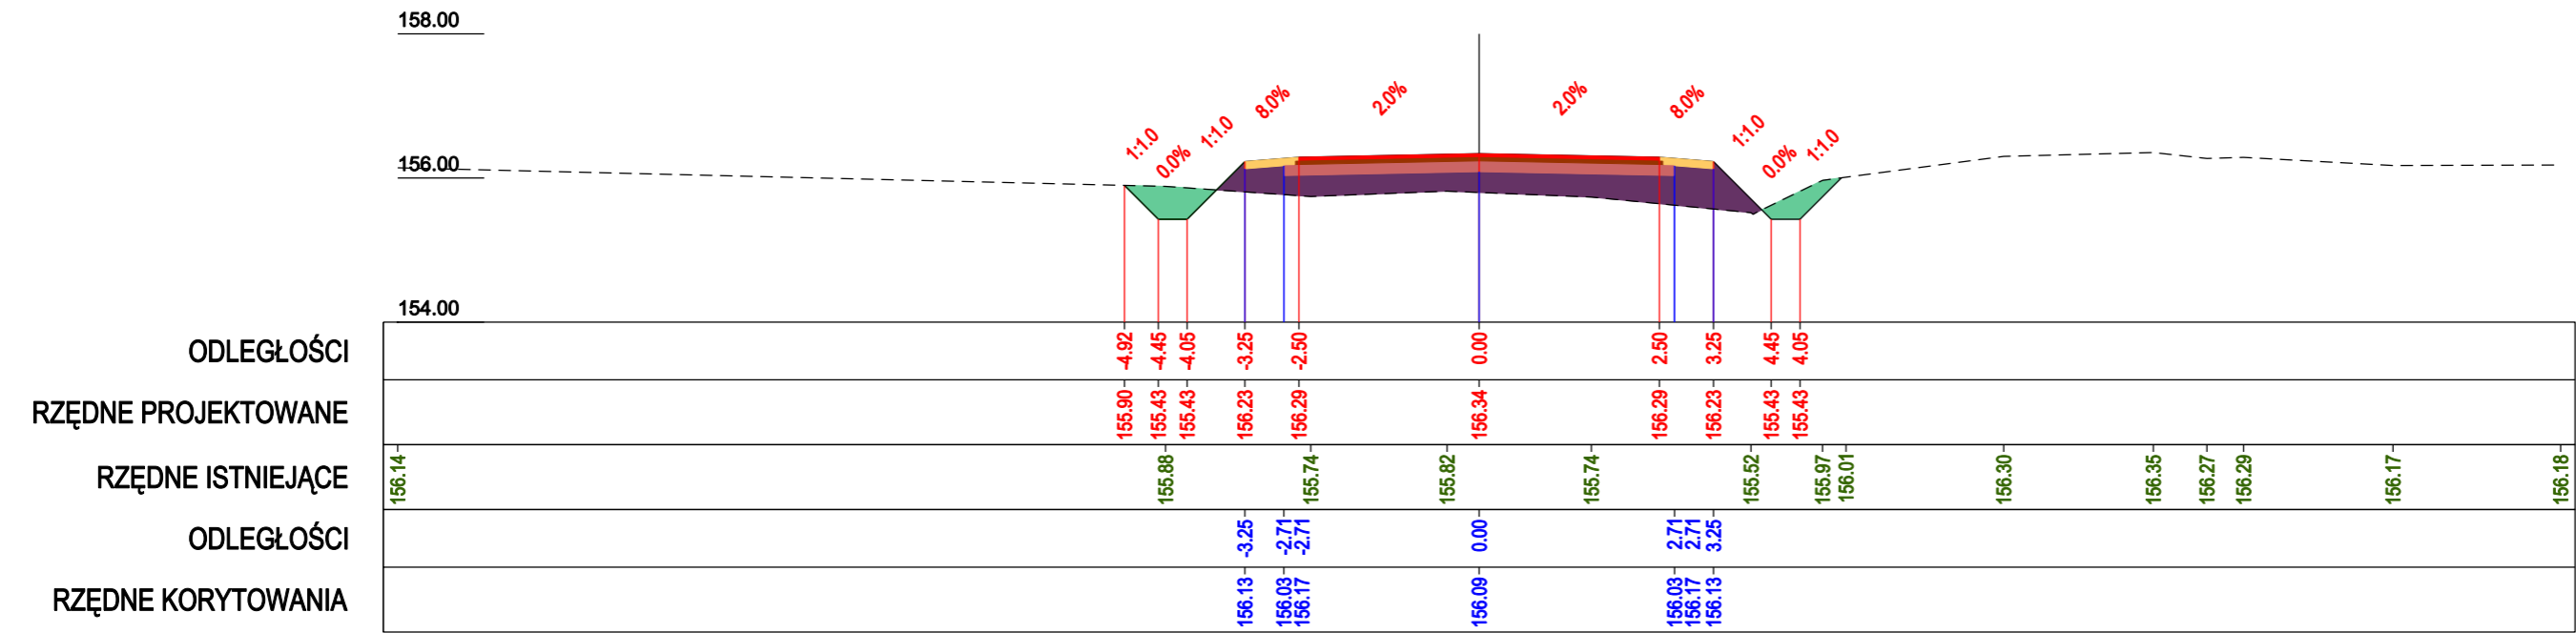 158.00
1:1.0 0.0% 1:1.0 8.0% 2.0% 2.0% 8.0% 1:1.0 0.0% 1:1.0
156.00
154.00
ODLEGŁOŚCI -4.92 -4.45 -4.05 -3.25 -2.50 0.00 2.50 3.25 4.45 4.05
RZĘDNE PROJEKTOWANE 155.90 155.43 155.43 156.23 156.29 156.34 156.29 156.23 155.43 155.43
RZĘDNE ISTNIEJĄCE 156.14 155.88 155.74 155.82 155.74 155.52 155.97 156.01 156.30 156.35 156.27 156.29 156.17 156.18
ODLEGŁOŚCI -3.25 -2.71 -2.71 0.00 2.71 2.71 3.25
RZĘDNE KORYTOWANIA 156.13 156.03 156.17 156.09 156.03 156.17 156.13